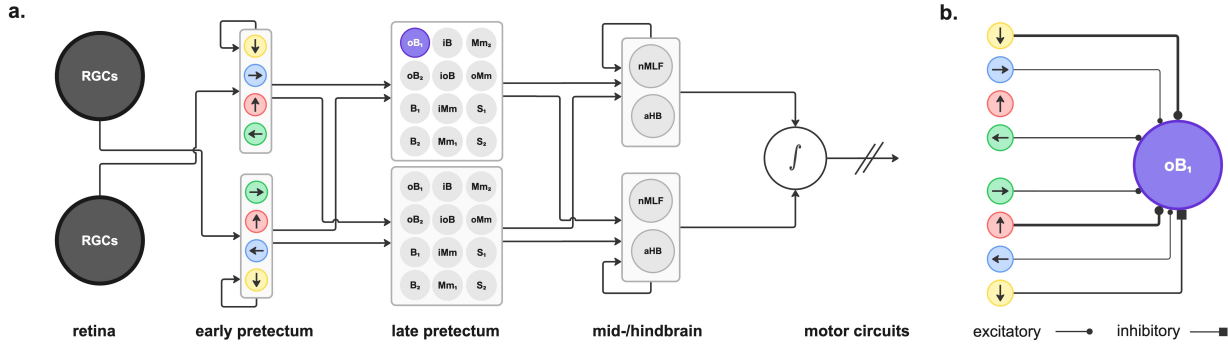 a.
RGCs
RGCs
oB₁ iB Mm₂
oB₂ ioB oMm
B₁ iMm S₁
B₂ Mm₁ S₂
oB₁ iB Mm₂
oB₂ ioB oMm
B₁ iMm S₁
B₂ Mm₁ S₂
nMLF
aHB
nMLF
aHB
∫
retina early pretectum late pretectum mid-/hindbrain motor circuits
b.
oB₁
excitatory inhibitory